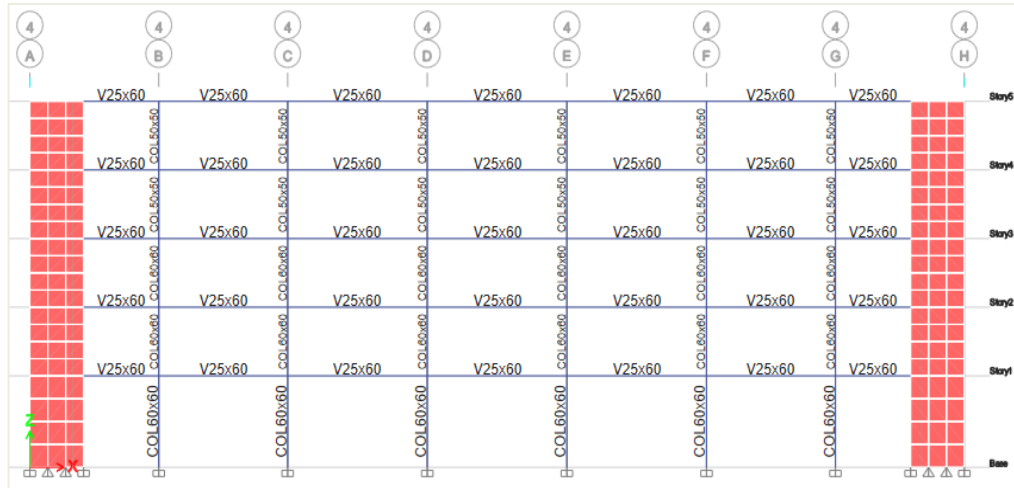 4 4 4 4 4 4 4 4
A B C D E F G H
V25x60 V25x60 V25x60 V25x60 V25x60 V25x60 V25x60 Story5
COL50x50 COL50x50 COL50x50 COL50x50 COL50x50 COL50x50
V25x60 V25x60 V25x60 V25x60 V25x60 V25x60 V25x60 Story4
COL50x50 COL50x50 COL50x50 COL50x50 COL50x50 COL50x50
V25x60 V25x60 V25x60 V25x60 V25x60 V25x60 V25x60 Story3
COL60x60 COL60x60 COL60x60 COL60x60 COL60x60 COL60x60
V25x60 V25x60 V25x60 V25x60 V25x60 V25x60 V25x60 Story2
COL60x60 COL60x60 COL60x60 COL60x60 COL60x60 COL60x60
V25x60 V25x60 V25x60 V25x60 V25x60 V25x60 V25x60 Story1
COL60x60 COL60x60 COL60x60 COL60x60 COL60x60 COL60x60
Z
X Base